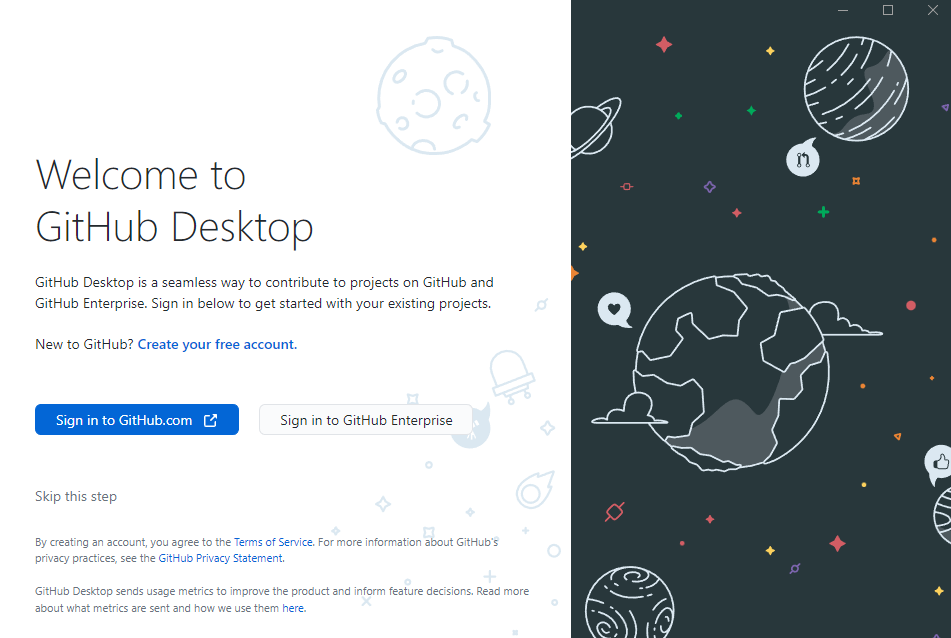 Welcome to
GitHub Desktop
GitHub Desktop is a seamless way to contribute to projects on GitHub and
GitHub Enterprise. Sign in below to get started with your existing projects.
New to GitHub? Create your free account.
Sign in to GitHub.com
Sign in to GitHub Enterprise
Skip this step
By creating an account, you agree to the Terms of Service. For more information about GitHub's
privacy practices, see the GitHub Privacy Statement.
GitHub Desktop sends usage metrics to improve the product and inform feature decisions. Read more
about what metrics are sent and how we use them here.